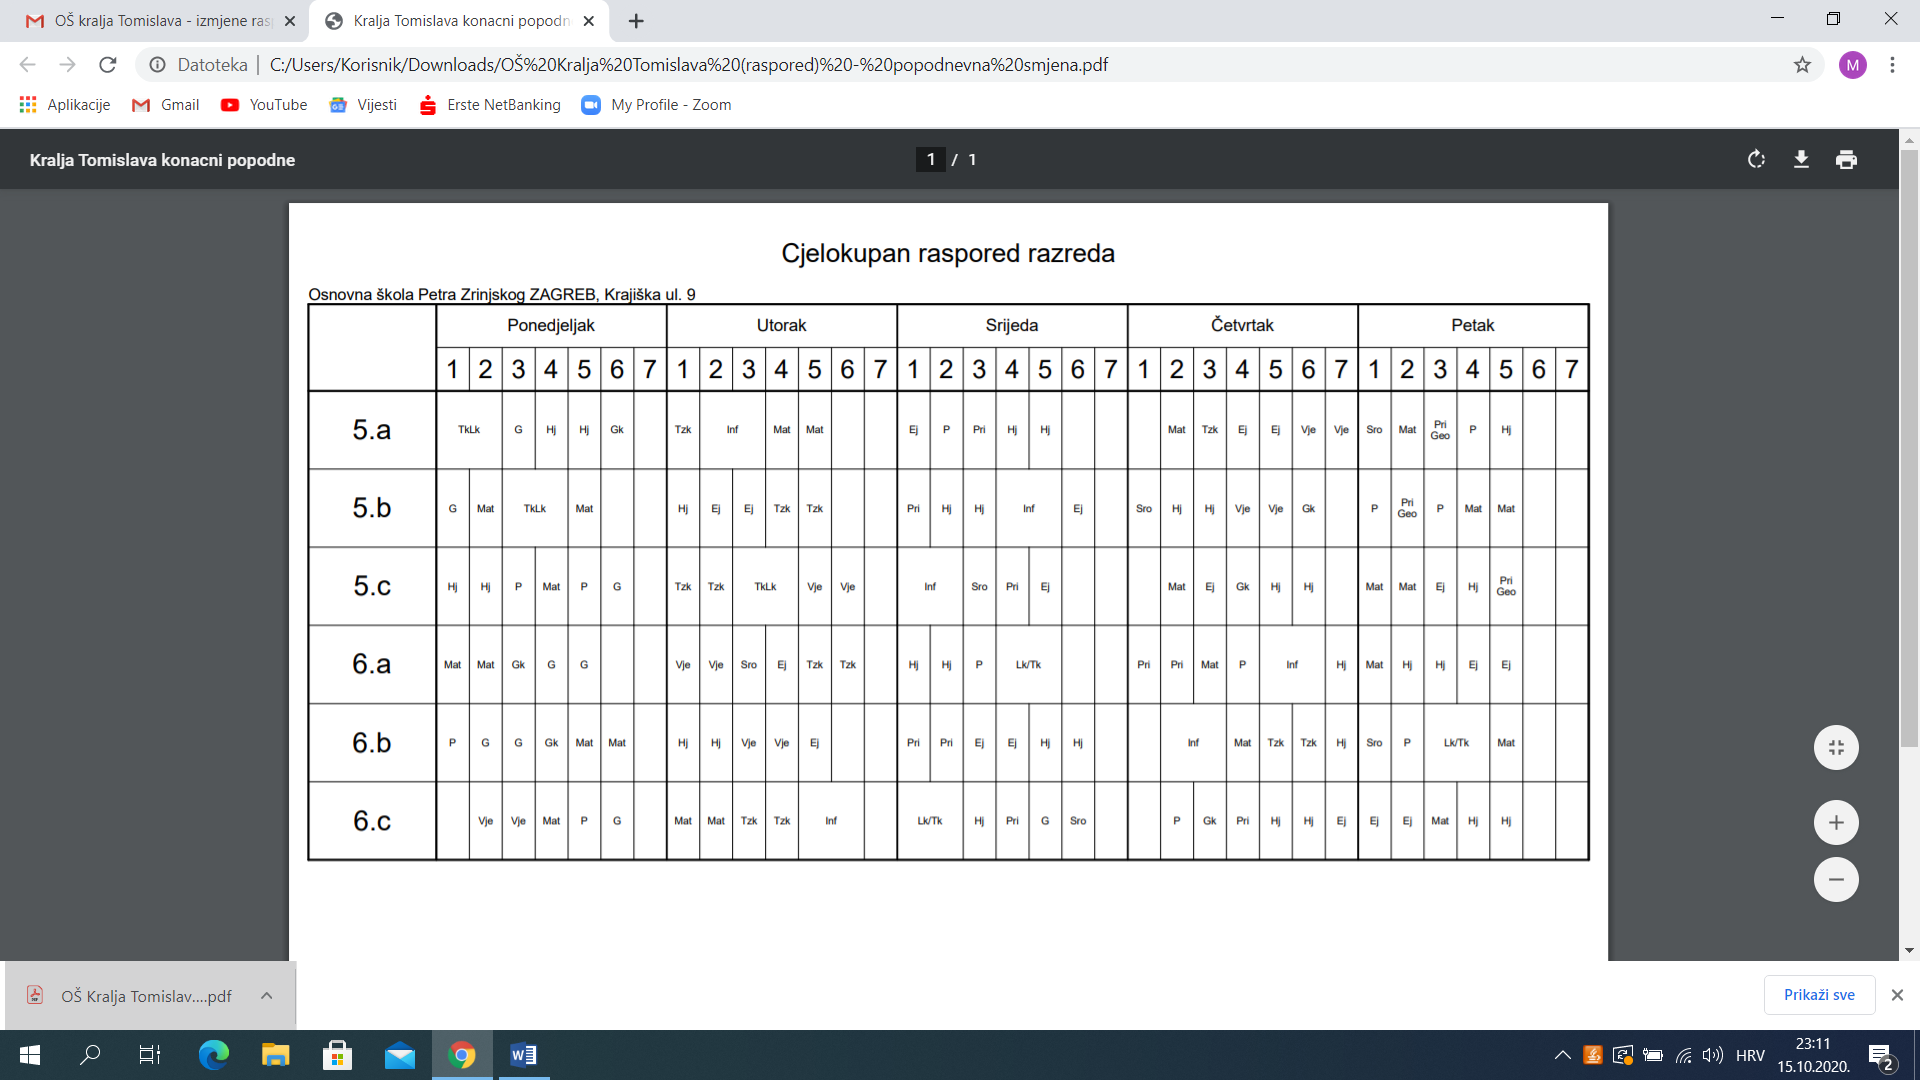 OŠ kralja Tomislava - izmjene ras
Kralja Tomislava konacni popodn
Datoteka | C:/Users/Korisnik/Downloads/OŠ%20Kralja%20Tomislava%20(raspored)%20-%20popodnevna%20smjena.pdf
M
Aplikacije Gmail YouTube Vijesti Erste NetBanking My Profile - Zoom
Kralja Tomislava konacni popodne
1 / 1
Cjelokupan raspored razreda
Osnovna škola Petra Zrinjskog ZAGREB, Krajiška ul. 9
Ponedjeljak Utorak Srijeda Četvrtak Petak
1 2 3 4 5 6 7 1 2 3 4 5 6 7 1 2 3 4 5 6 7 1 2 3 4 5 6 7 1 2 3 4 5 6 7
5.a TkLk G Hj Hj Gk Tzk Inf Mat Mat Ej P Pri Hj Hj Mat Tzk Ej Ej Vje Vje Sro Mat Pri Geo P Hj
5.b G Mat TkLk Mat Hj Ej Ej Tzk Tzk Pri Hj Hj Inf Ej Sro Hj Hj Vje Vje Gk P Pri Geo P Mat Mat
5.c Hj Hj P Mat P G Tzk Tzk TkLk Vje Vje Inf Sro Pri Ej Mat Ej Gk Hj Hj Mat Mat Ej Hj Pri Geo
6.a Mat Mat Gk G G Vje Vje Sro Ej Tzk Tzk Hj Hj P Lk/Tk Pri Pri Mat P Inf Hj Mat Hj Hj Ej Ej
6.b P G G Gk Mat Mat Hj Hj Vje Vje Ej Pri Pri Ej Ej Hj Hj Inf Mat Tzk Tzk Hj Sro P Lk/Tk Mat
6.c Vje Vje Mat P G Mat Mat Tzk Tzk Inf Lk/Tk Hj Pri G Sro P Gk Pri Hj Hj Ej Ej Ej Mat Hj Hj
OŠ Kralja Tomislav....pdf
Prikaži sve
HRV
23:11
15.10.2020.
2